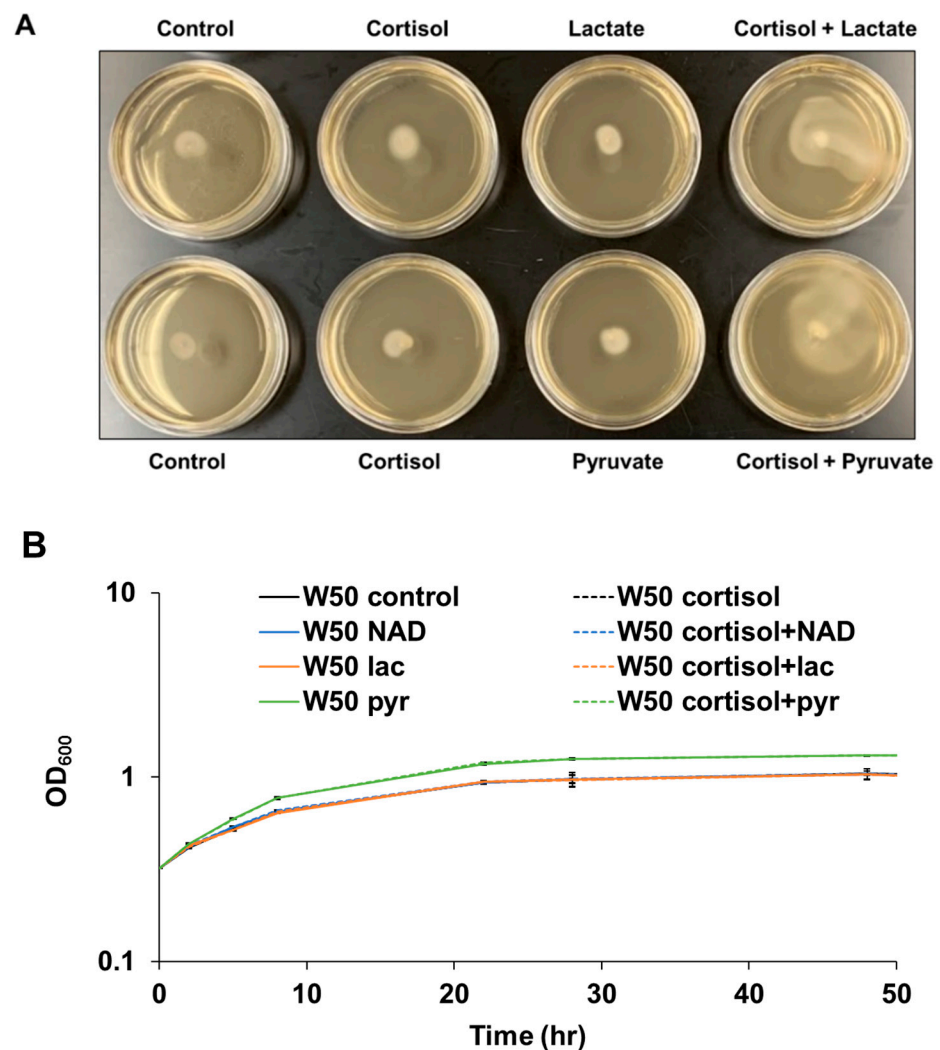 A
Control Cortisol Lactate Cortisol + Lactate
Control Cortisol Pyruvate Cortisol + Pyruvate
B
10
1
0.1
OD600
W50 control W50 cortisol
W50 NAD W50 cortisol+NAD
W50 lac W50 cortisol+lac
W50 pyr W50 cortisol+pyr
0 10 20 30 40 50
Time (hr)